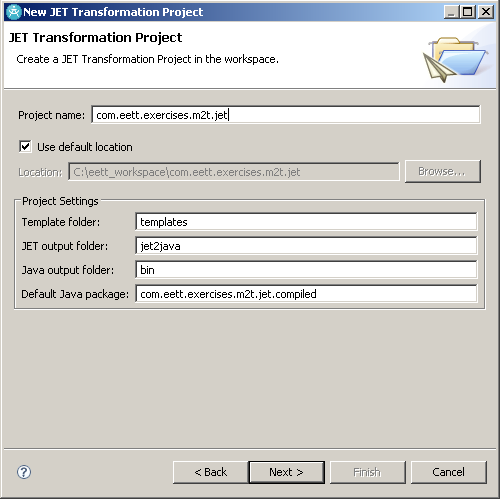 New JET Transformation Project
JET Transformation Project
Create a JET Transformation Project in the workspace.
Project name: com.eett.exercises.m2t.jet
Use default location
Location: C:\eett_workspace\com.eett.exercises.m2t.jet Browse...
Project Settings
Template folder: templates
JET output folder: jet2java
Java output folder: bin
Default Java package: com.eett.exercises.m2t.jet.compiled
? < Back Next > Finish Cancel